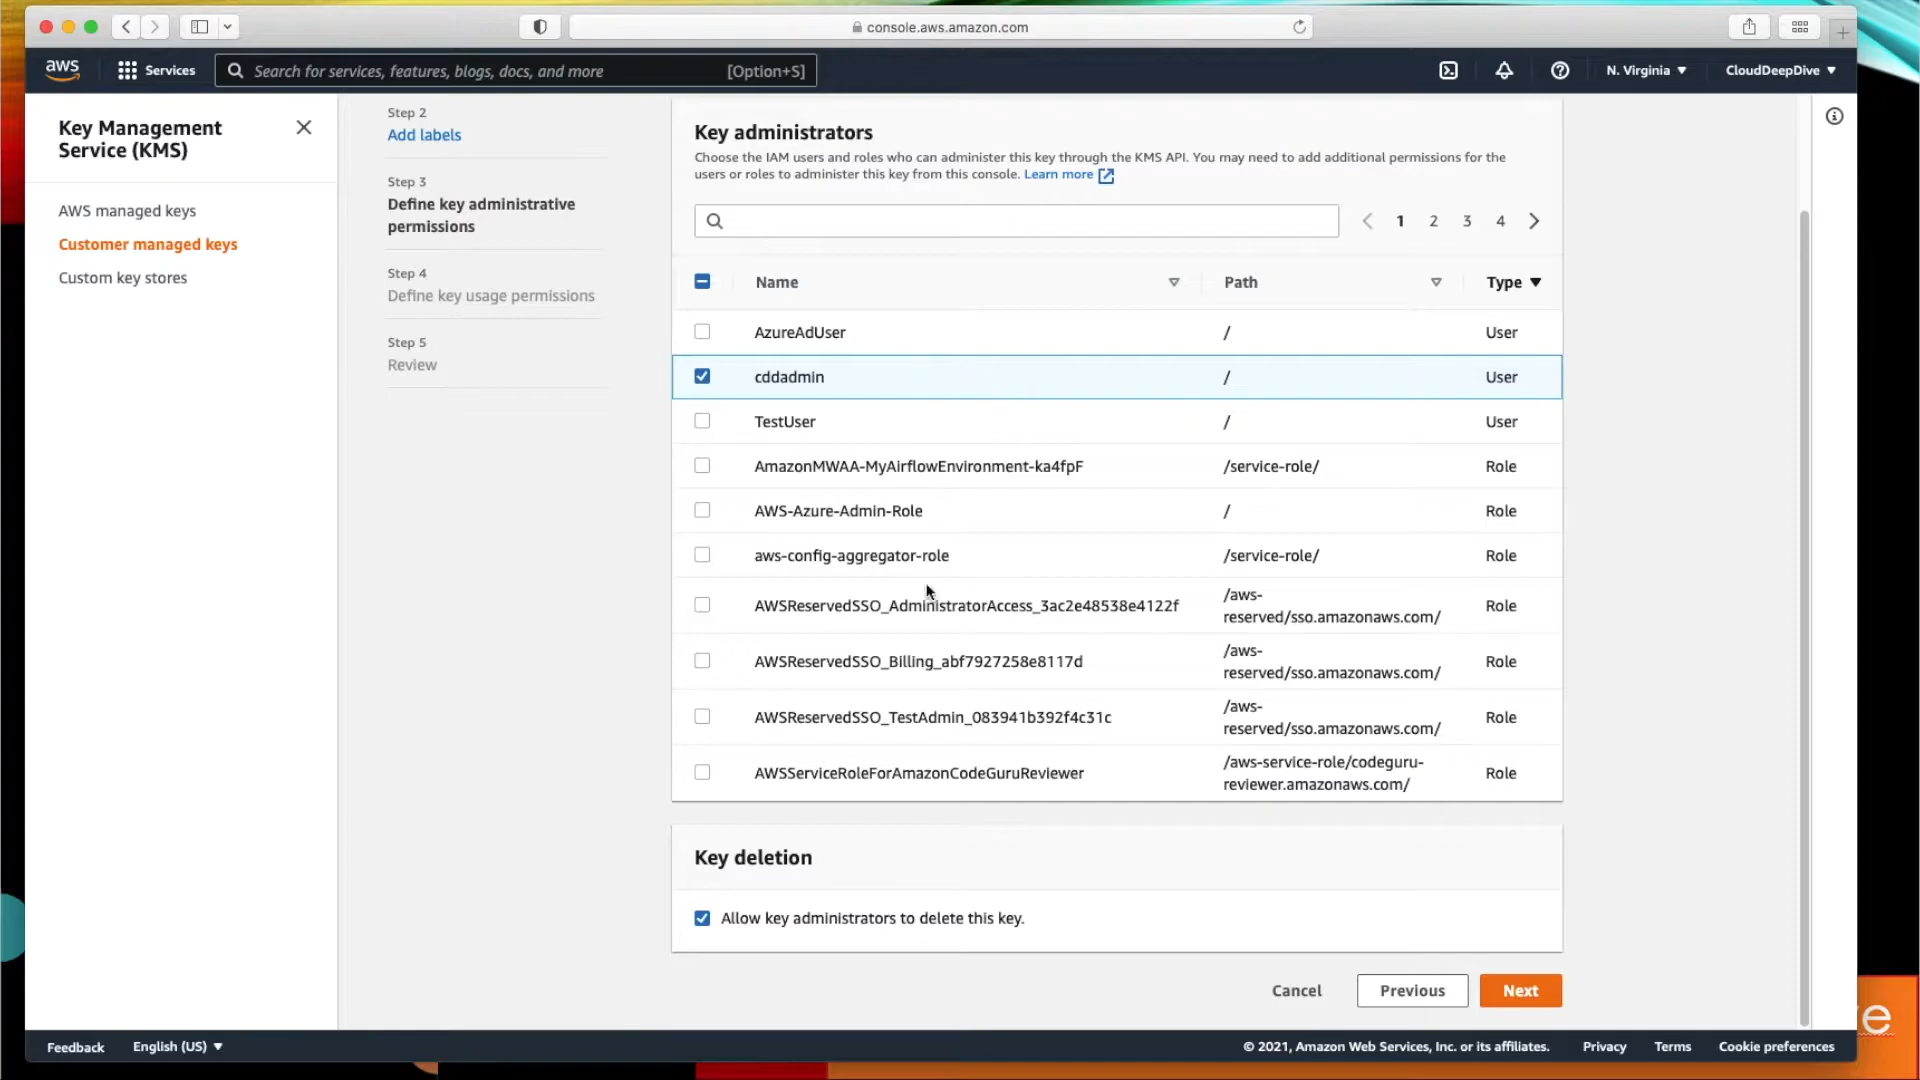 console.aws.amazon.com
aws
Services
Search for services, features, blogs, docs, and more
[Option+S]
N. Virginia
CloudDeepDive
Key Management
Service (KMS)
AWS managed keys
Customer managed keys
Custom key stores
Step 2
Add labels
Step 3
Define key administrative
permissions
Step 4
Define key usage permissions
Step 5
Review
Key administrators
Choose the IAM users and roles who can administer this key through the KMS API. You may need to add additional permissions for the
users or roles to administer this key from this console. Learn more
1 2 3 4
Name Path Type
AzureAdUser / User
cddadmin / User
TestUser / User
AmazonMWAA-MyAirflowEnvironment-ka4fpF /service-role/ Role
AWS-Azure-Admin-Role / Role
aws-config-aggregator-role /service-role/ Role
AWSReservedSSO_AdministratorAccess_3ac2e48538e4122f /aws-
reserved/sso.amazonaws.com/ Role
AWSReservedSSO_Billing_abf7927258e8117d /aws-
reserved/sso.amazonaws.com/ Role
AWSReservedSSO_TestAdmin_083941b392f4c31c /aws-
reserved/sso.amazonaws.com/ Role
AWSServiceRoleForAmazonCodeGuruReviewer /aws-service-role/codeguru-
reviewer.amazonaws.com/ Role
Key deletion
Allow key administrators to delete this key.
Cancel
Previous
Next
Feedback
English (US)
© 2021, Amazon Web Services, Inc. or its affiliates.
Privacy
Terms
Cookie preferences